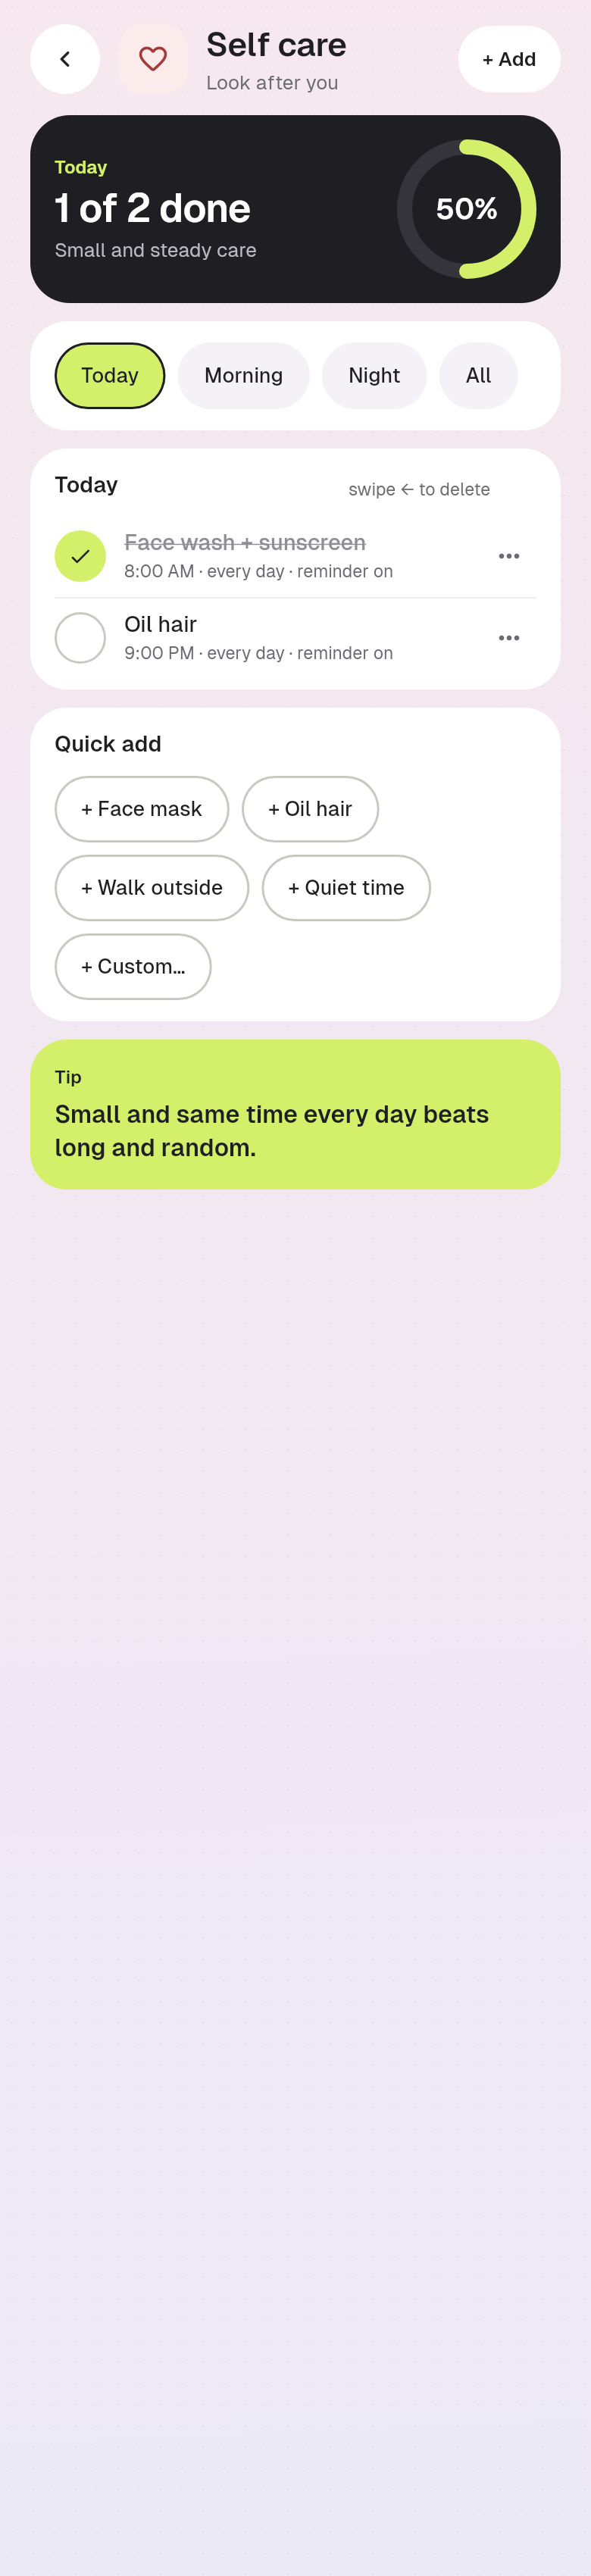 Self care
Look after you
+ Add
Today
1 of 2 done
Small and steady care
50%
Today
Morning
Night
All
Today
swipe ← to delete
Face wash + sunscreen
8:00 AM · every day · reminder on
Oil hair
9:00 PM · every day · reminder on
Quick add
+ Face mask
+ Oil hair
+ Walk outside
+ Quiet time
+ Custom...
Tip
Small and same time every day beats
long and random.